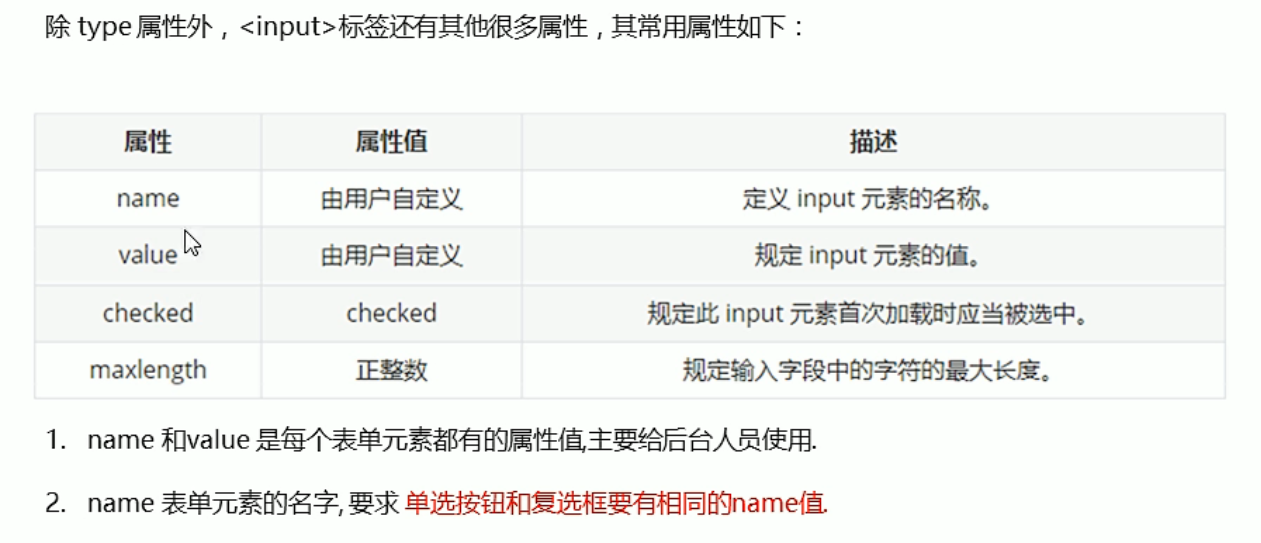 除 type 属性外，<input>标签还有其他很多属性，其常用属性如下：
属性 属性值 描述
name 由用户自定义 定义 input 元素的名称。
value 由用户自定义 规定 input 元素的值。
checked checked 规定此 input 元素首次加载时应当被选中。
maxlength 正整数 规定输入字段中的字符的最大长度。
1. name 和value 是每个表单元素都有的属性值,主要给后台人员使用.
2. name 表单元素的名字, 要求 单选按钮和复选框要有相同的name值.